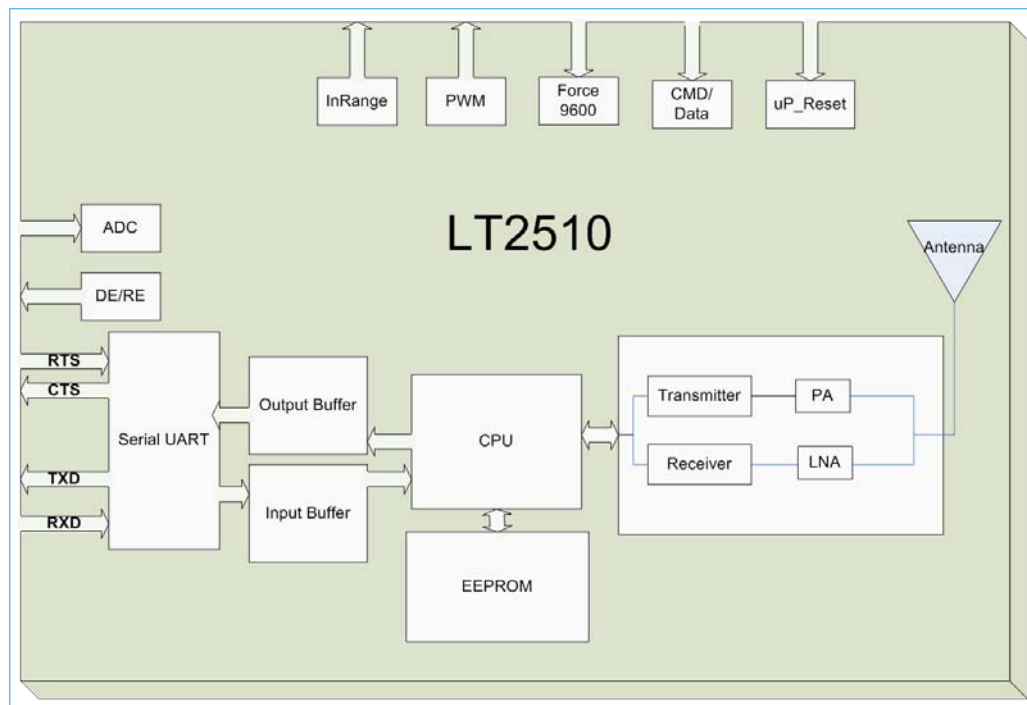 InRange
PWM
Force
9600
CMD/
Data
uP_Reset
ADC
LT2510
Antenna
DE/RE
RTS
CTS
Serial UART
TXD
RXD
Output Buffer
Input Buffer
CPU
EEPROM
Transmitter
PA
Receiver
LNA